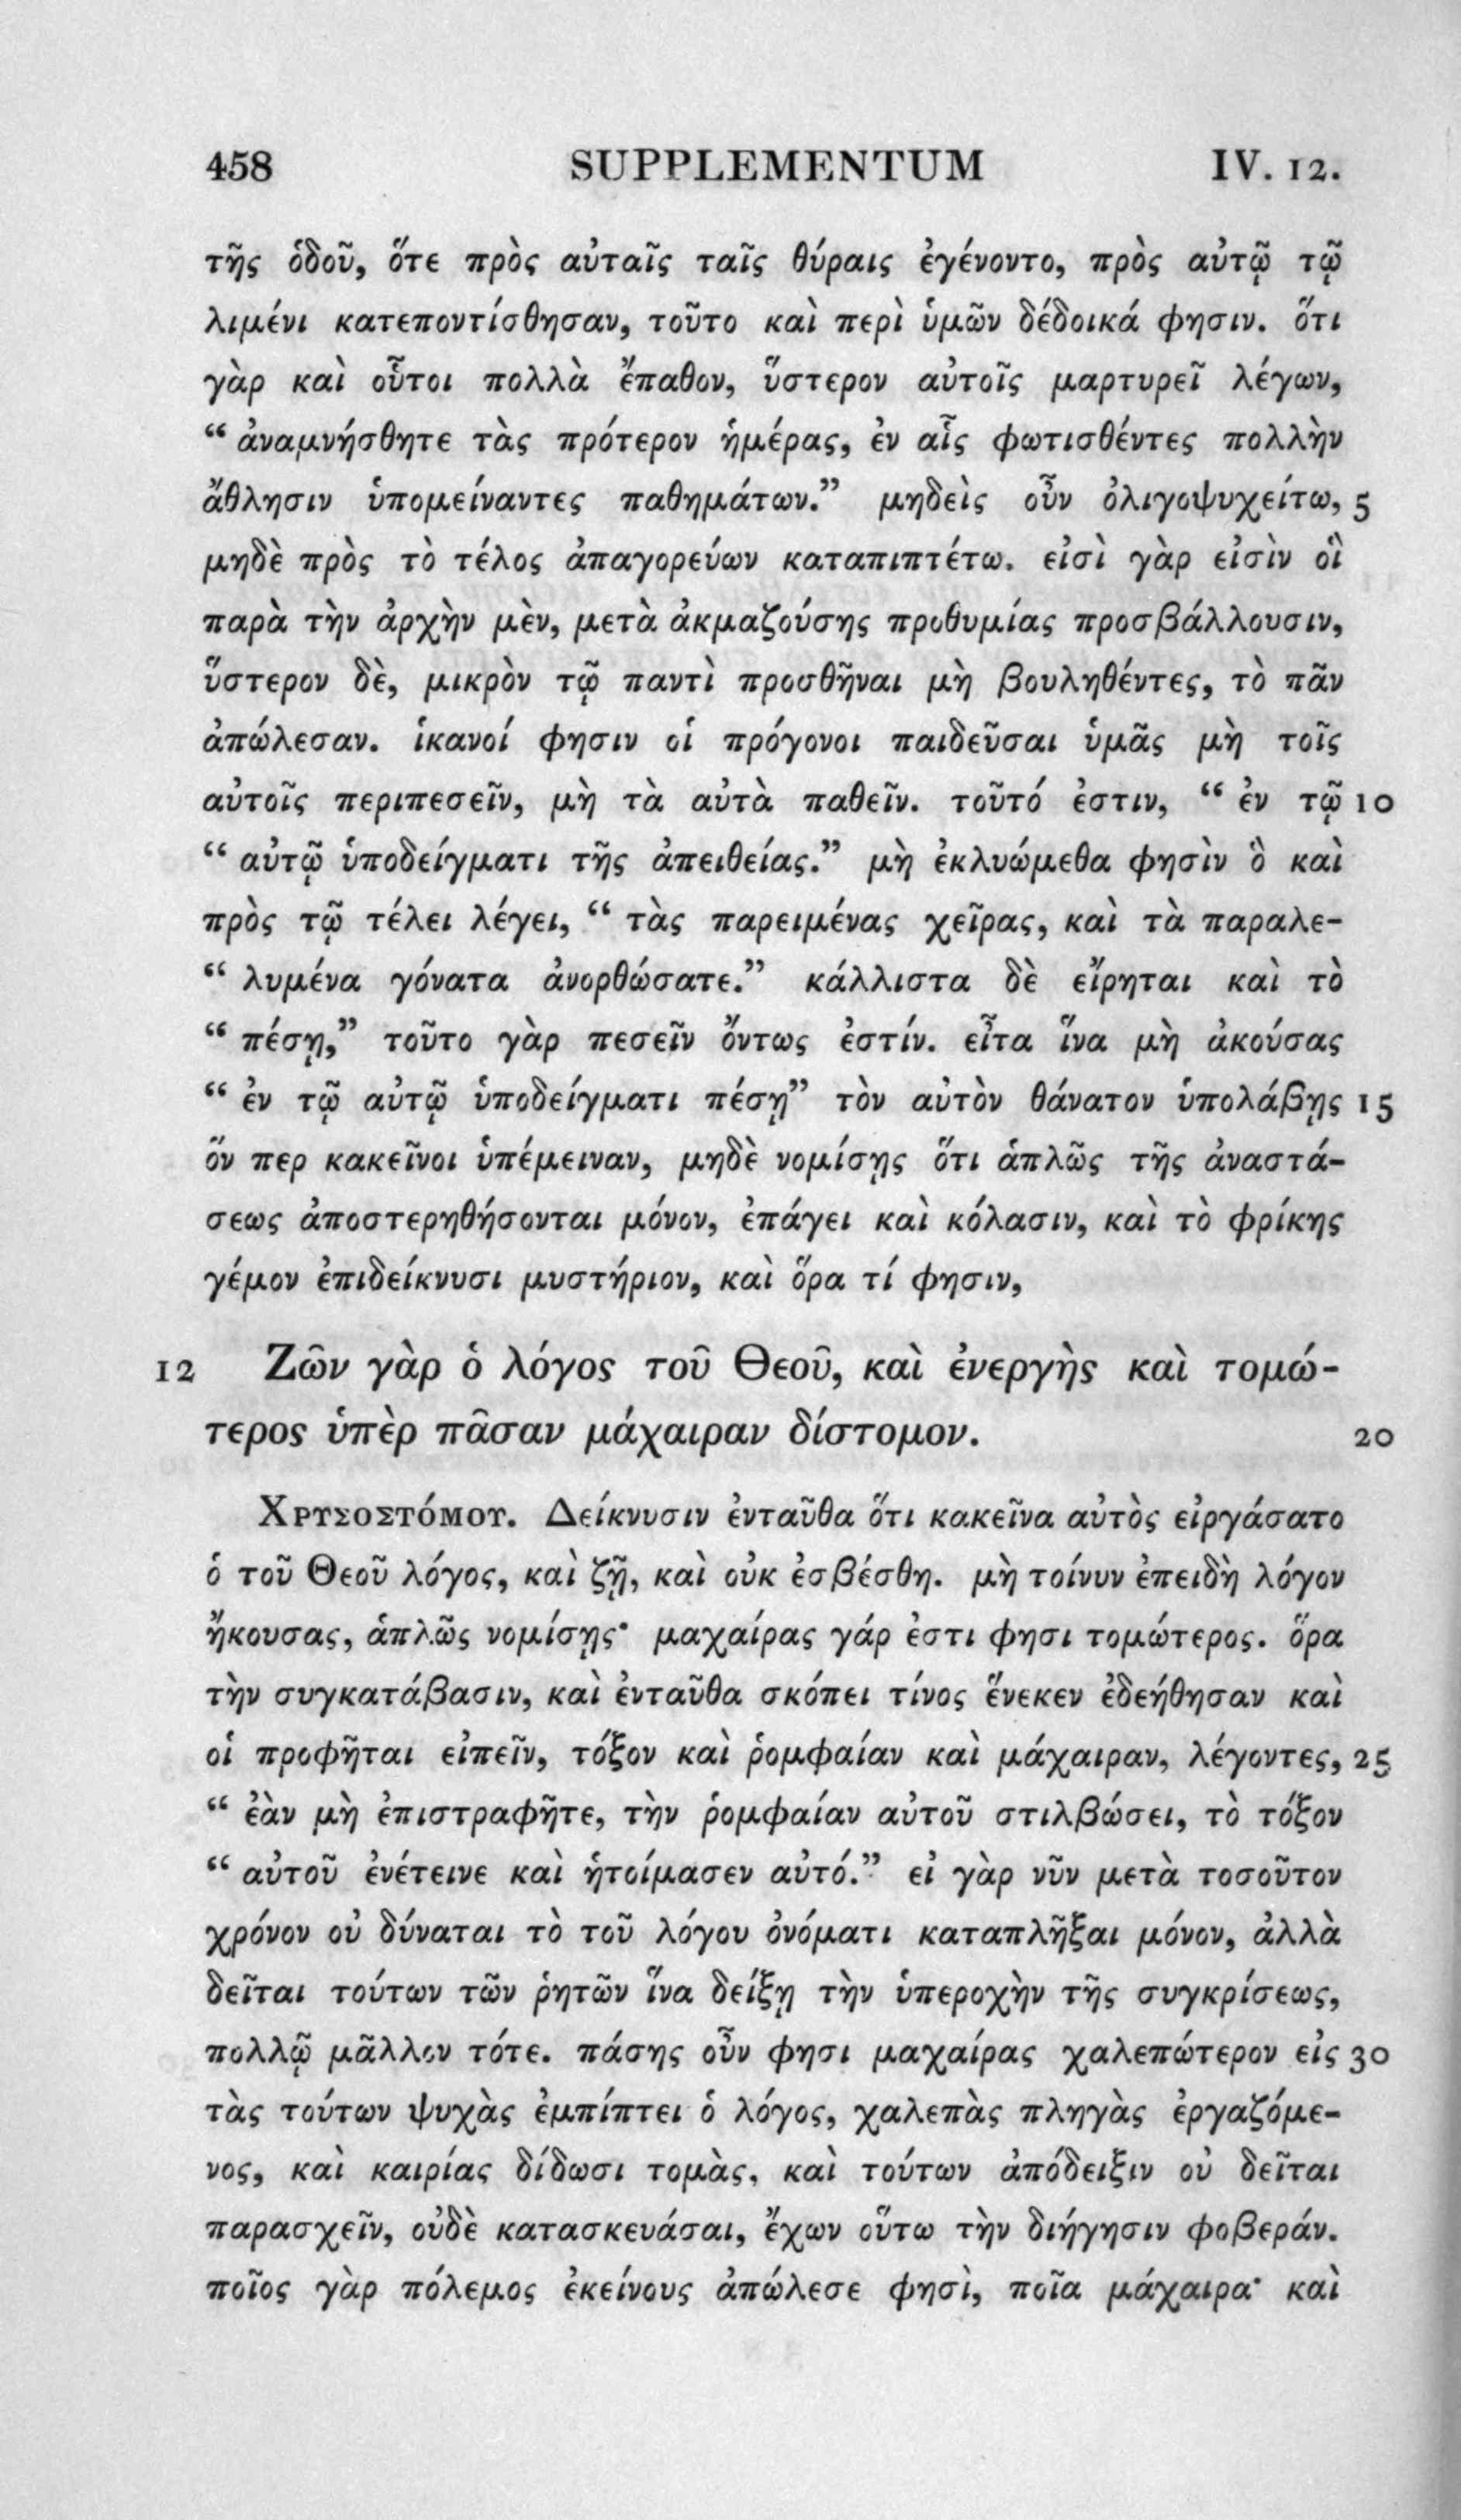 458 SUPPLEMENTUM IV. 12.
τῆς ὁδοῦ, ὅτε πρὸς αὐταῖς ταῖς θύραις ἐγένοντο, πρὸς αὐτῷ τῷ
λιμένι κατεποντίσθησαν, τοῦτο καὶ περὶ ὑμῶν δέδοικά φησιν. ὅτι
γὰρ καὶ οὗτοι πολλὰ ἔπαθον, ὕστερον αὐτοῖς μαρτυρεῖ λέγων,
“ ἀναμνήσθητε τὰς πρότερον ἡμέρας, ἐν αἷς φωτισθέντες πολλὴν
ἄθλησιν ὑπομείναντες παθημάτων.” μηδεὶς οὖν ὀλιγοψυχείτω, 5
μηδὲ πρὸς τὸ τέλος ἀπαγορεύων καταπιπτέτω. εἰσὶ γὰρ εἰσὶν οἳ
παρὰ τὴν ἀρχὴν μὲν, μετὰ ἀκμαζούσης προθυμίας προσβάλλουσιν,
ὕστερον δὲ, μικρὸν τῷ παντὶ προσθῆναι μὴ βουληθέντες, τὸ πᾶν
ἀπώλεσαν. ἱκανοί φησιν οἱ πρόγονοι παιδεῦσαι ὑμᾶς μὴ τοῖς
αὐτοῖς περιπεσεῖν, μὴ τὰ αὐτὰ παθεῖν. τοῦτό ἐστιν, “ ἐν τῷ 10
“ αὐτῷ ὑποδείγματι τῆς ἀπειθείας.” μὴ ἐκλυώμεθα φησὶν ὃ καὶ
πρὸς τῷ τέλει λέγει, “ τὰς παρειμένας χεῖρας, καὶ τὰ παραλε-
“ λυμένα γόνατα ἀνορθώσατε.” κάλλιστα δὲ εἴρηται καὶ τὸ
“ πέσῃ,” τοῦτο γὰρ πεσεῖν ὄντως ἐστίν. εἶτα ἵνα μὴ ἀκούσας
“ ἐν τῷ αὐτῷ ὑποδείγματι πέσῃ” τὸν αὐτὸν θάνατον ὑπολάβῃς 15
ὅν περ κακεῖνοι ὑπέμειναν, μηδὲ νομίσῃς ὅτι ἁπλῶς τῆς ἀναστά-
σεως ἀποστερηθήσονται μόνον, ἐπάγει καὶ κόλασιν, καὶ τὸ φρίκης
γέμον ἐπιδείκνυσι μυστήριον, καὶ ὅρα τί φησιν,
12 Ζῶν γὰρ ὁ λόγος τοῦ Θεοῦ, καὶ ἐνεργὴς καὶ τομώ-
τερος ὑπὲρ πᾶσαν μάχαιραν δίστομον. 20
ΧΡΥΣΟΣΤΌΜΟΥ. Δείκνυσιν ἐνταῦθα ὅτι κακεῖνα αὐτὸς εἰργάσατο
ὁ τοῦ Θεοῦ λόγος, καὶ ζῇ, καὶ οὐκ ἐσβέσθη. μὴ τοίνυν ἐπειδὴ λόγον
ἤκουσας, ἁπλῶς νομίσῃς· μαχαίρας γάρ ἐστι φησι τομώτερος. ὅρα
τὴν συγκατάβασιν, καὶ ἐνταῦθα σκόπει τίνος ἕνεκεν ἐδεήθησαν καὶ
οἱ προφῆται εἰπεῖν, τόξον καὶ ῥομφαίαν καὶ μάχαιραν, λέγοντες, 25
“ ἐὰν μὴ ἐπιστραφῆτε, τὴν ῥομφαίαν αὐτοῦ στιλβώσει, τὸ τόξον
“ αὐτοῦ ἐνέτεινε καὶ ἡτοίμασεν αὐτό.” εἰ γὰρ νῦν μετὰ τοσοῦτον
χρόνον οὐ δύναται τὸ τοῦ λόγου ὀνόματι καταπλῆξαι μόνον, ἀλλὰ
δεῖται τούτων τῶν ῥητῶν ἵνα δείξῃ τὴν ὑπεροχὴν τῆς συγκρίσεως,
πολλῷ μᾶλλον τότε. πάσης οὖν φησι μαχαίρας χαλεπώτερον εἰς 30
τὰς τούτων ψυχὰς ἐμπίπτει ὁ λόγος, χαλεπὰς πληγὰς ἐργαζόμε-
νος, καὶ καιρίας δίδωσι τομὰς, καὶ τούτων ἀπόδειξιν οὐ δεῖται
παρασχεῖν, οὐδὲ κατασκευάσαι, ἔχων οὕτω τὴν διήγησιν φοβεράν.
ποῖος γὰρ πόλεμος ἐκείνους ἀπώλεσε φησὶ, ποῖα μάχαιρα· καὶ